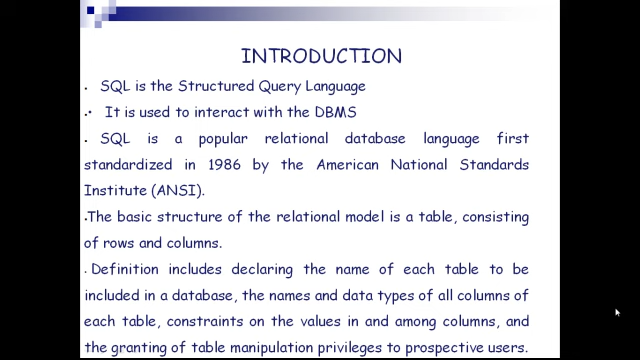 INTRODUCTION
. SQL is the Structured Query Language
.• It is used to interact with the DBMS
. SQL is a popular relational database language first
standardized in 1986 by the American National Standards
Institute (ANSI).
.The basic structure of the relational model is a table, consisting
of rows and columns.
. Definition includes declaring the name of each table to be
included in a database, the names and data types of all columns of
each table, constraints on the values in and among columns, and
the granting of table manipulation privileges to prospective users.